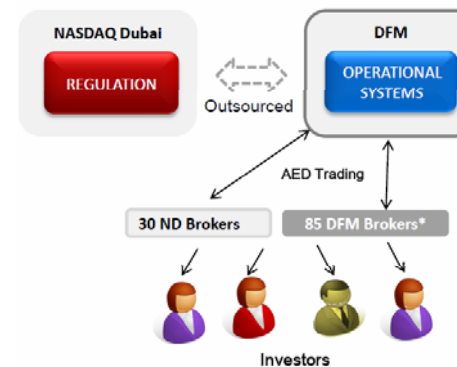 NASDAQ Dubai
DFM
REGULATION
OPERATIONAL
SYSTEMS
Outsourced
AED Trading
30 ND Brokers
85 DFM Brokers*
Investors